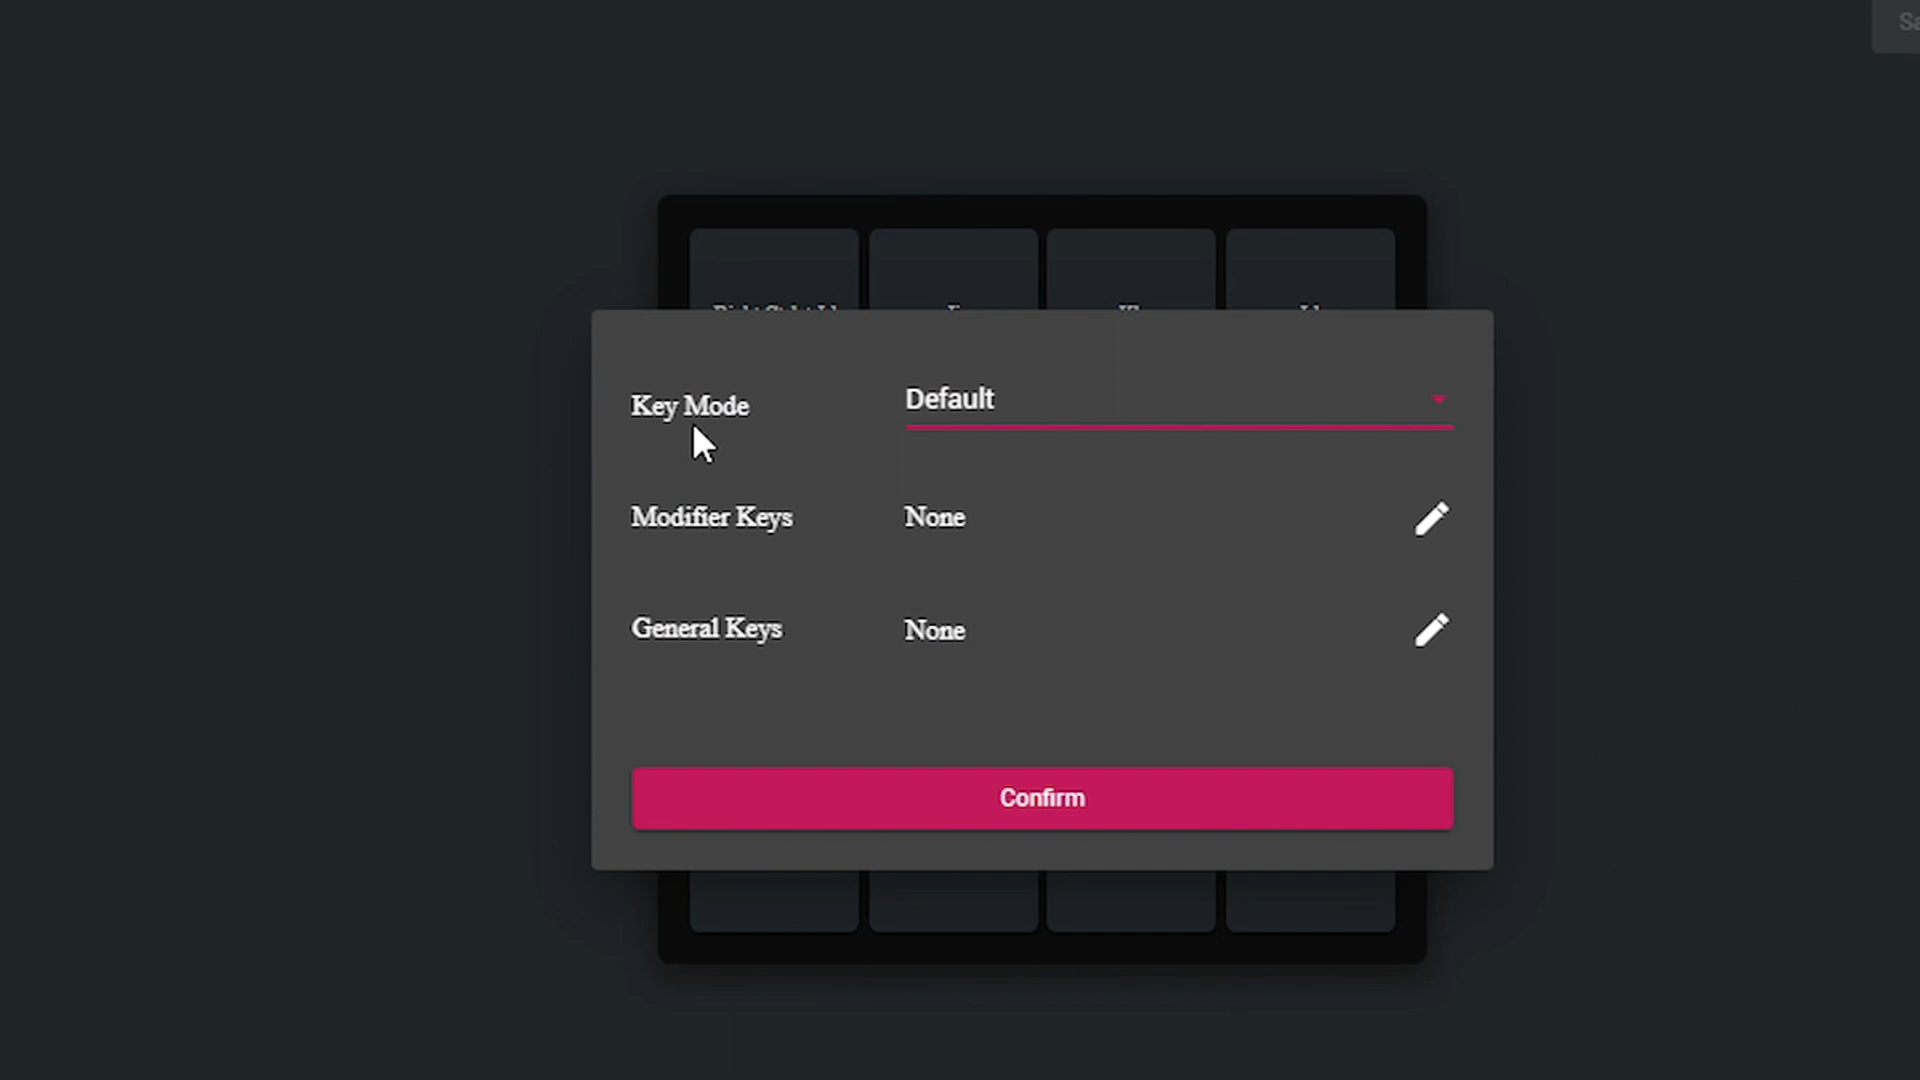 Key Mode Default
Modifier Keys None
General Keys None
Confirm